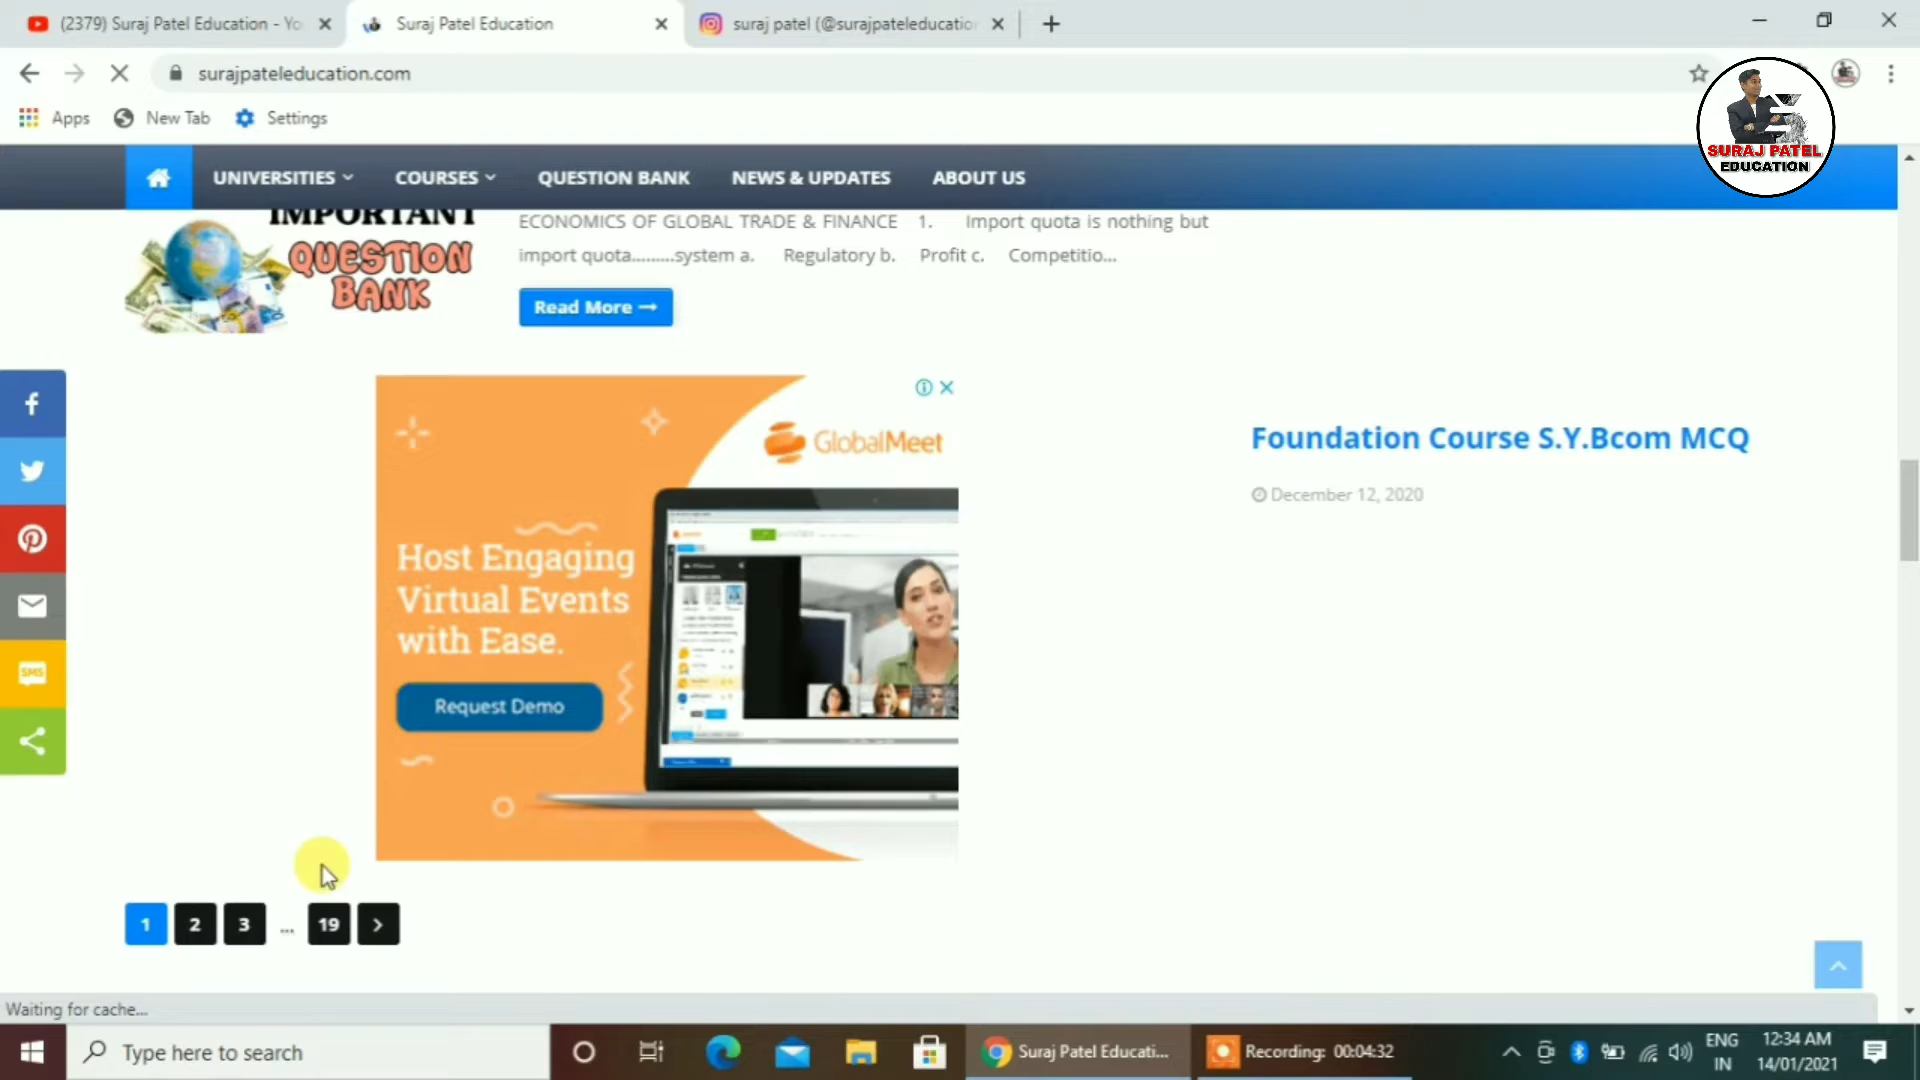 (2379) Suraj Patel Education - Yo
Suraj Patel Education
suraj patel (@surajpateleducation
surajpateleducation.com
Apps
New Tab
Settings
SURAJ PATEL
EDUCATION
UNIVERSITIES
COURSES
QUESTION BANK
NEWS & UPDATES
ABOUT US
IMPORTANT
QUESTION
BANK
ECONOMICS OF GLOBAL TRADE & FINANCE 1. Import quota is nothing but
import quota.........system a. Regulatory b. Profit c. Competitio...
Read More →
GlobalMeet
Host Engaging
Virtual Events
with Ease.
Request Demo
Foundation Course S.Y.Bcom MCQ
December 12, 2020
SMS
1 2 3 ... 19 >
Waiting for cache...
Type here to search
Suraj Patel Educati...
Recording: 00:04:32
ENG
IN
12:34 AM
14/01/2021